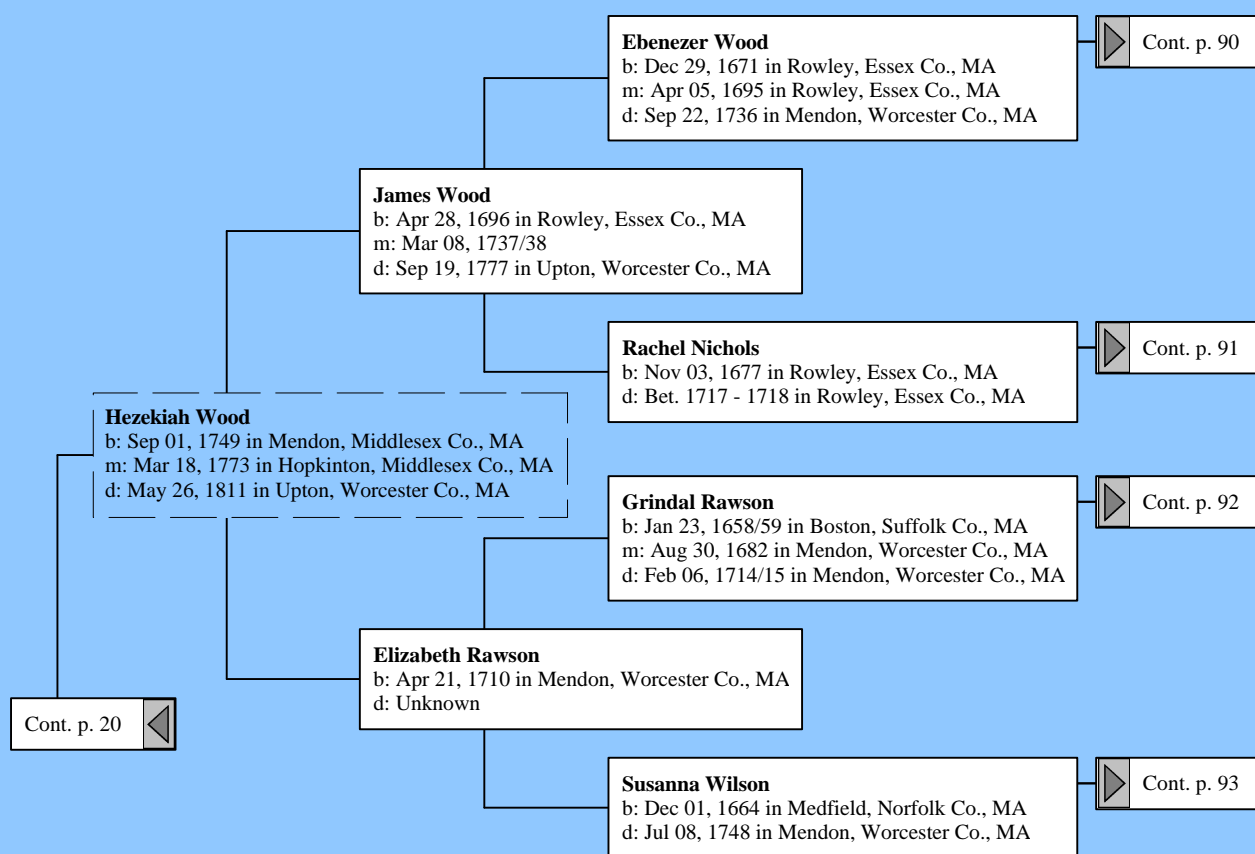 Ebenezer Wood
b: Dec 29, 1671 in Rowley, Essex Co., MA
m: Apr 05, 1695 in Rowley, Essex Co., MA
d: Sep 22, 1736 in Mendon, Worcester Co., MA
Cont. p. 90
James Wood
b: Apr 28, 1696 in Rowley, Essex Co., MA
m: Mar 08, 1737/38
d: Sep 19, 1777 in Upton, Worcester Co., MA
Rachel Nichols
b: Nov 03, 1677 in Rowley, Essex Co., MA
d: Bet. 1717 - 1718 in Rowley, Essex Co., MA
Cont. p. 91
Hezekiah Wood
b: Sep 01, 1749 in Mendon, Middlesex Co., MA
m: Mar 18, 1773 in Hopkinton, Middlesex Co., MA
d: May 26, 1811 in Upton, Worcester Co., MA
Grindal Rawson
b: Jan 23, 1658/59 in Boston, Suffolk Co., MA
m: Aug 30, 1682 in Mendon, Worcester Co., MA
d: Feb 06, 1714/15 in Mendon, Worcester Co., MA
Cont. p. 92
Elizabeth Rawson
b: Apr 21, 1710 in Mendon, Worcester Co., MA
d: Unknown
Cont. p. 20
Susanna Wilson
b: Dec 01, 1664 in Medfield, Norfolk Co., MA
d: Jul 08, 1748 in Mendon, Worcester Co., MA
Cont. p. 93